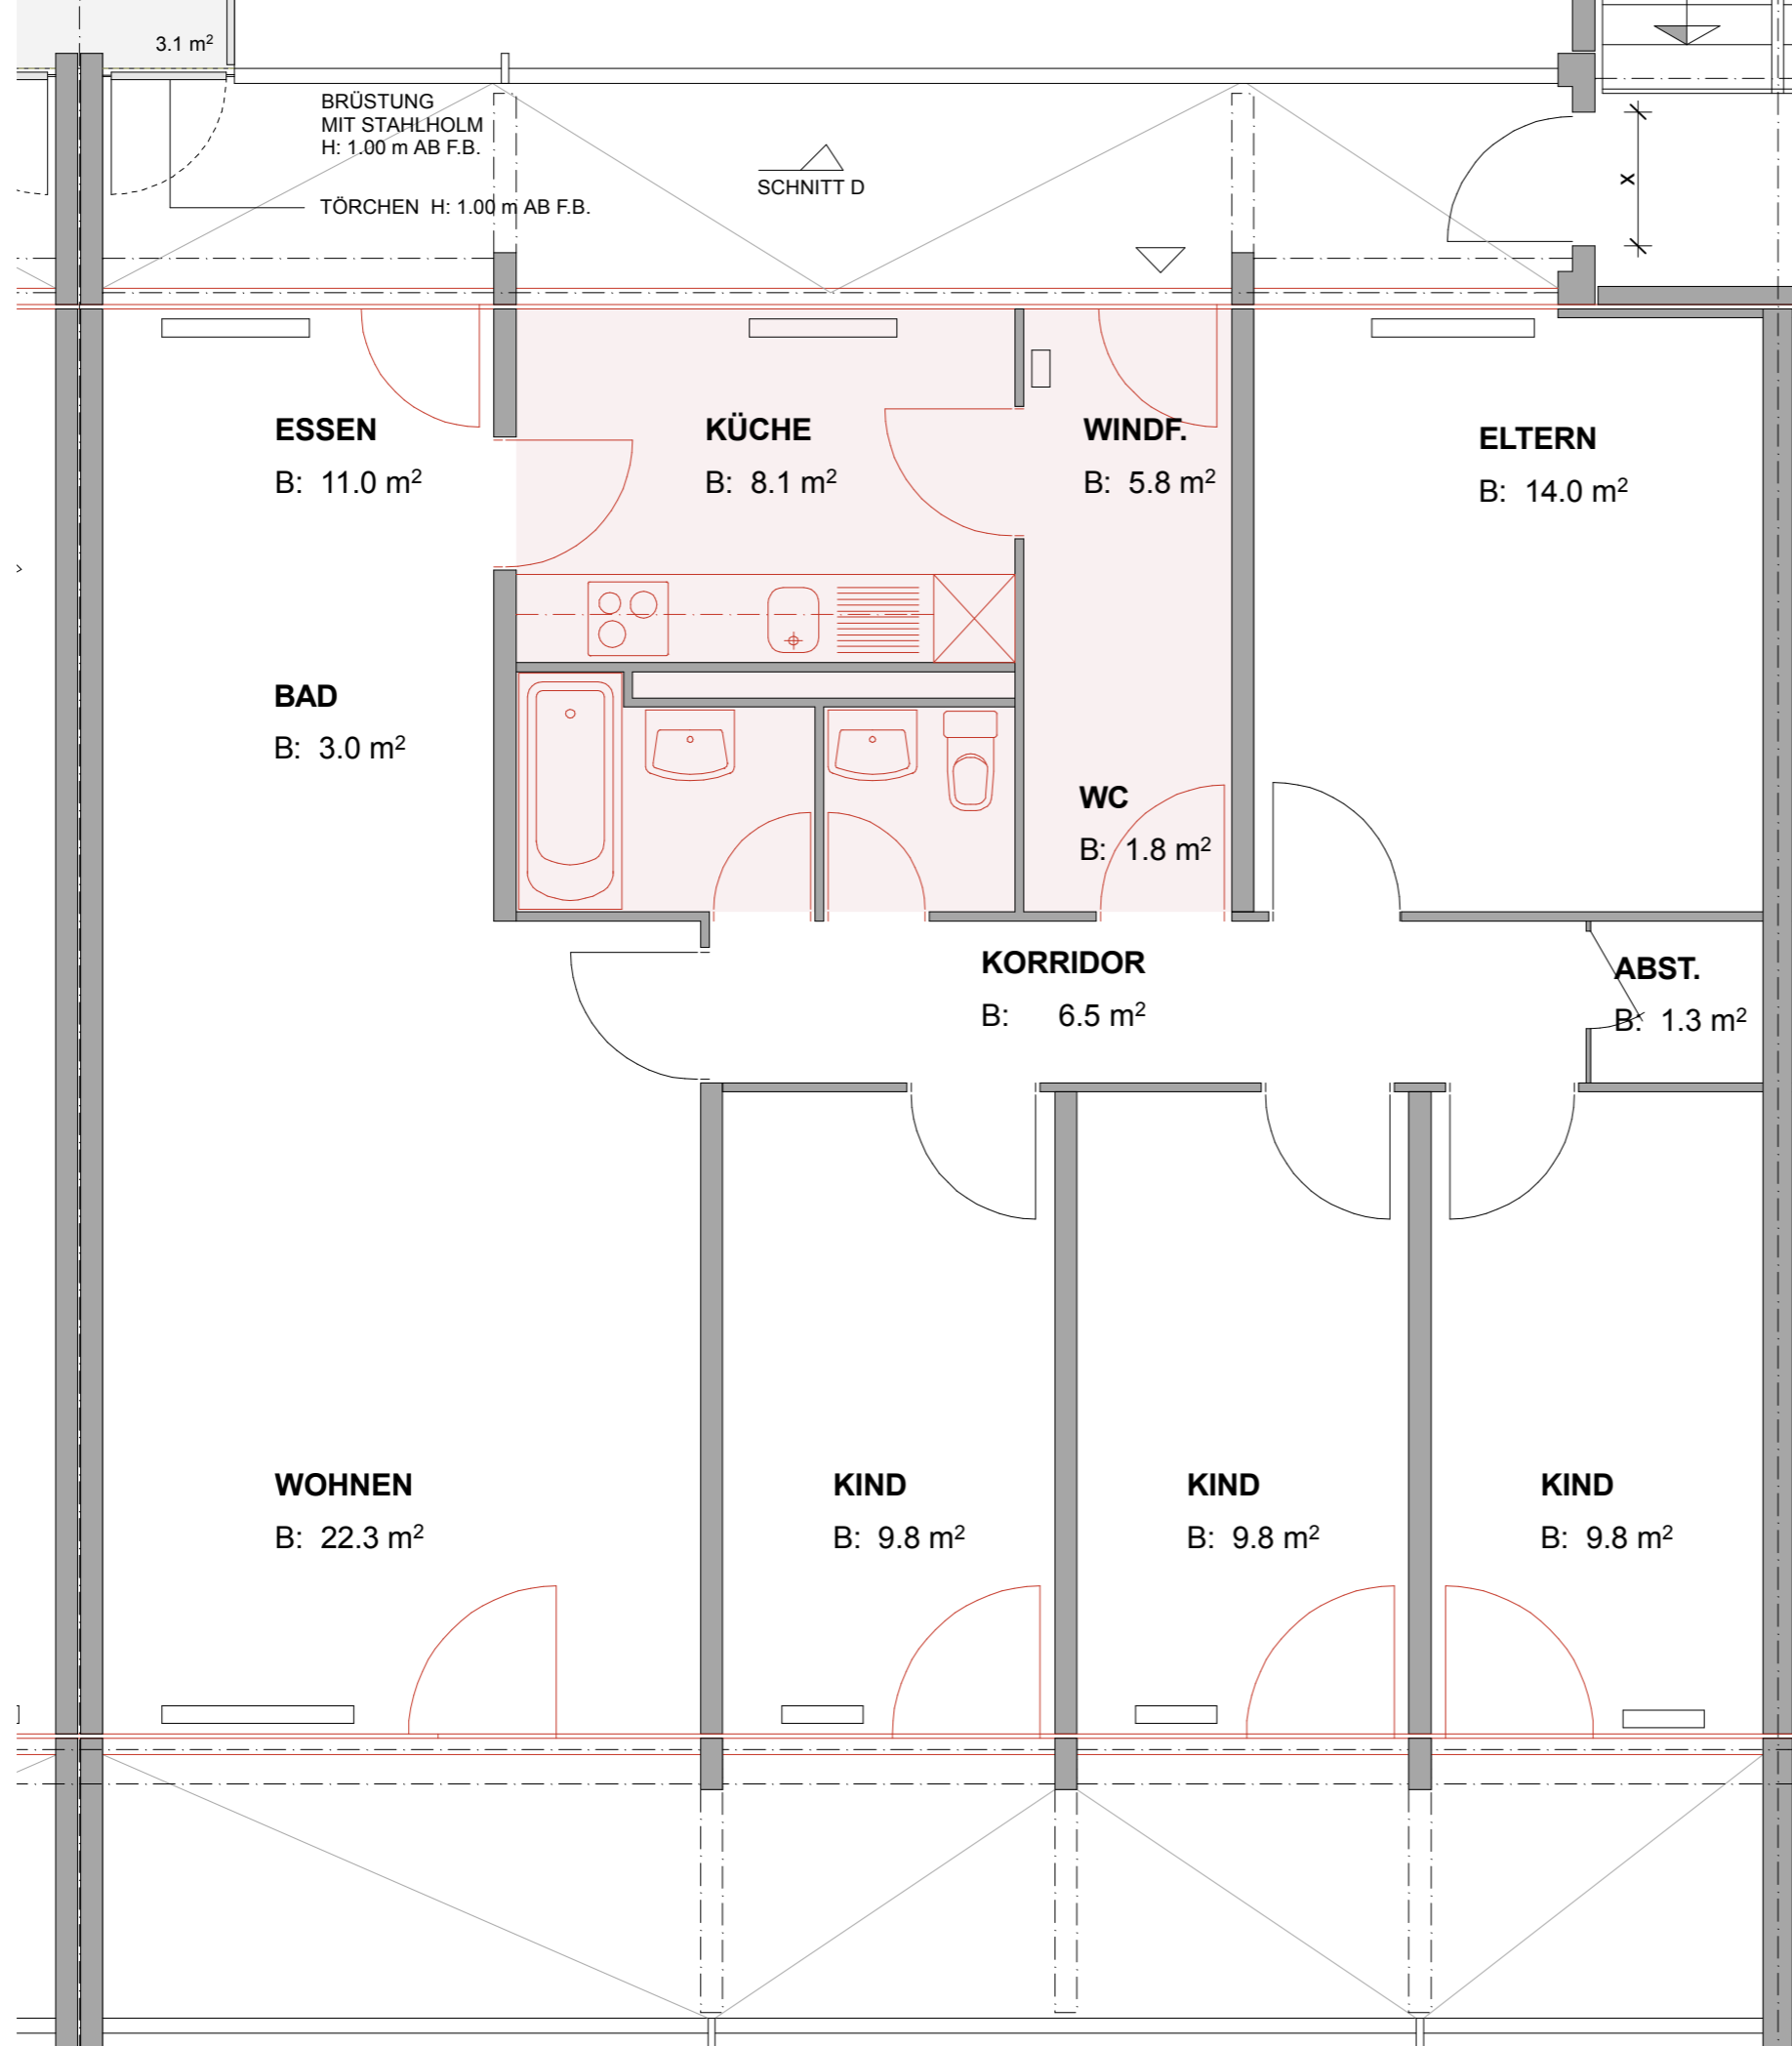 3.1 m²
BRÜSTUNG
MIT STAHLHOLM
H: 1.00 m AB F.B.
TÖRCHEN H: 1.00 m AB F.B.
SCHNITT D
x
ESSEN
B: 11.0 m²
KÜCHE
B: 8.1 m²
WINDF.
B: 5.8 m²
ELTERN
B: 14.0 m²
BAD
B: 3.0 m²
WC
B: 1.8 m²
KORRIDOR
B: 6.5 m²
ABST.
B: 1.3 m²
WOHNEN
B: 22.3 m²
KIND
B: 9.8 m²
KIND
B: 9.8 m²
KIND
B: 9.8 m²